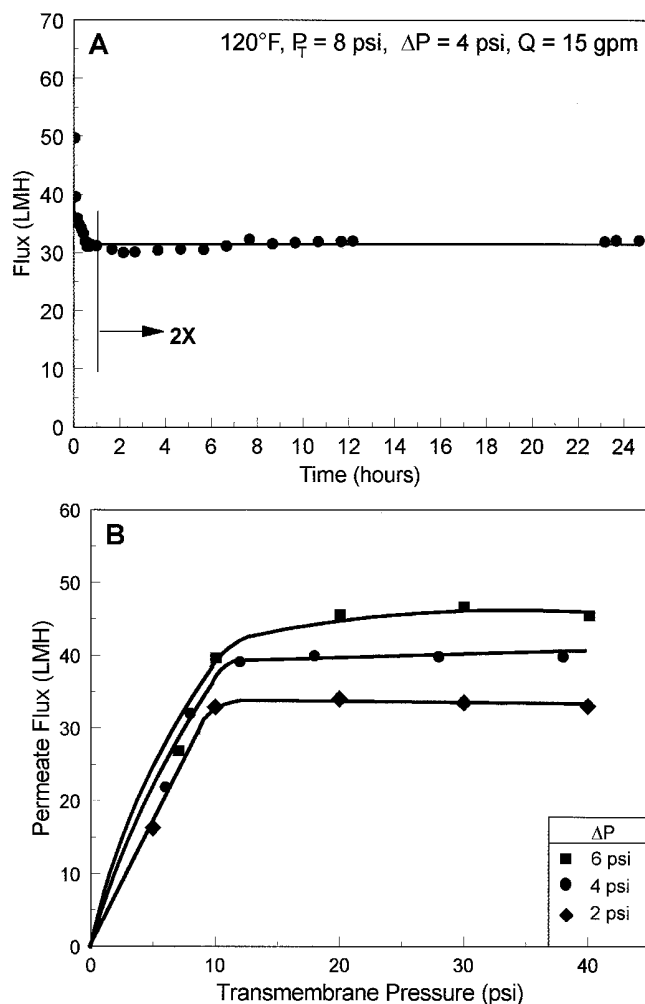 A
120°F, P_T = 8 psi, ΔP = 4 psi, Q = 15 gpm
70
60
50
40
30
20
10
0
Flux (LMH)
2X
0 2 4 6 8 10 12 14 16 18 20 22 24
Time (hours)
B
60
50
40
30
20
10
0
Permeate Flux (LMH)
ΔP
6 psi
4 psi
2 psi
0 10 20 30 40
Transmembrane Pressure (psi)